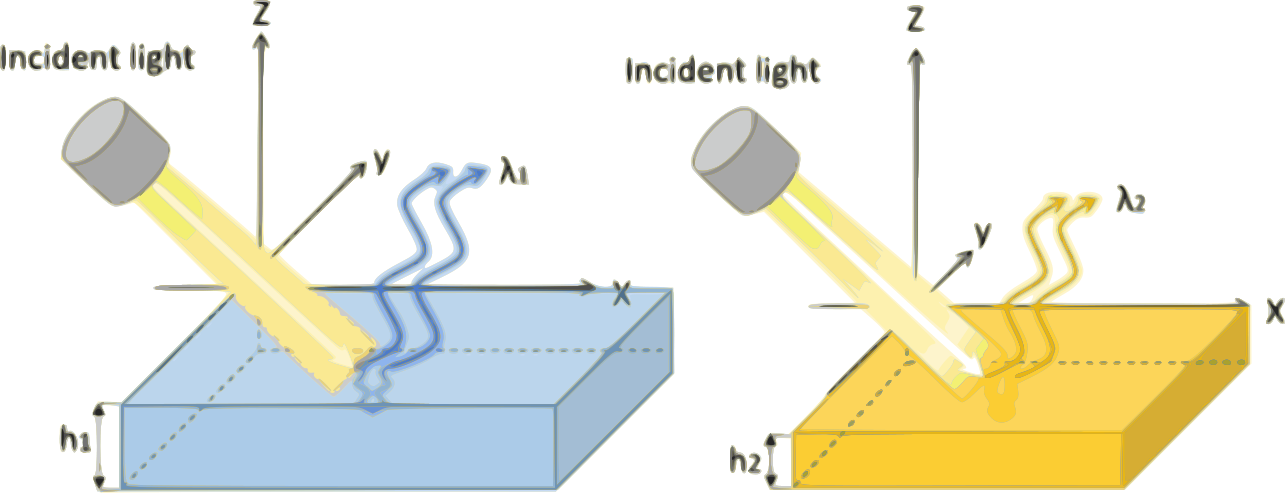 Z
Incident light
y
λ1
X
h1
Z
Incident light
y
λ2
X
h2